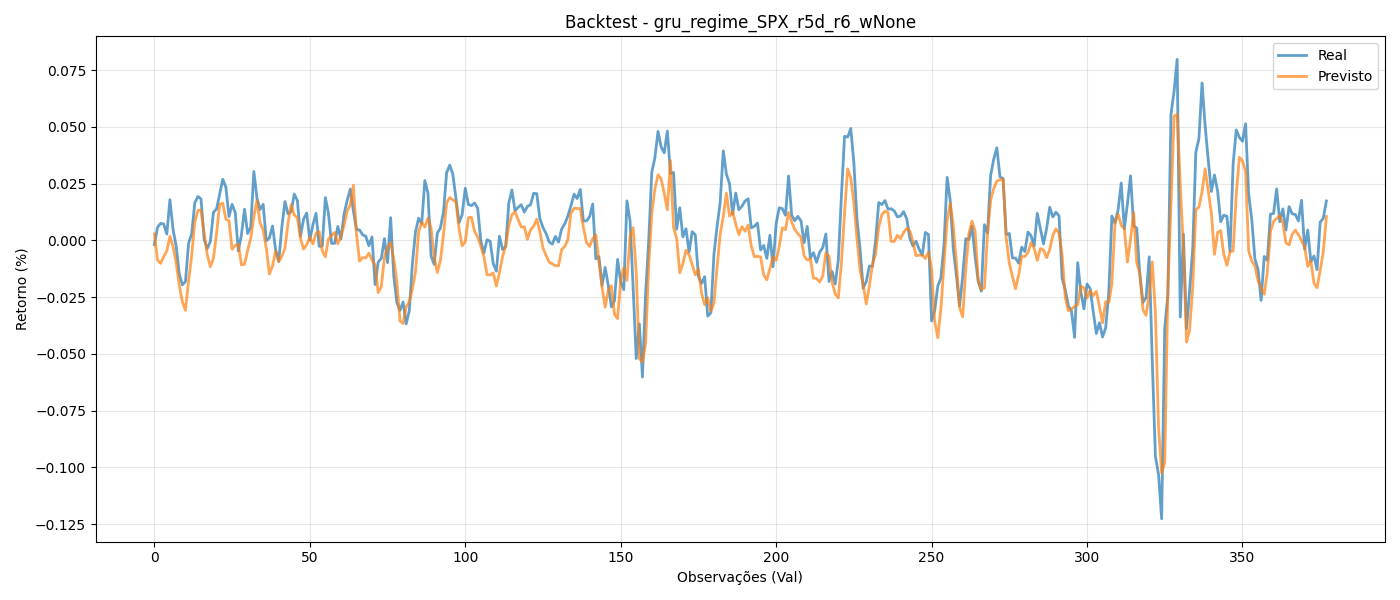 Backtest - gru_regime_SPX_r5d_r6_wNone
Real
Previsto
Retorno (%)
0.075
0.050
0.025
0.000
−0.025
−0.050
−0.075
−0.100
−0.125
0 50 100 150 200 250 300 350
Observações (Val)